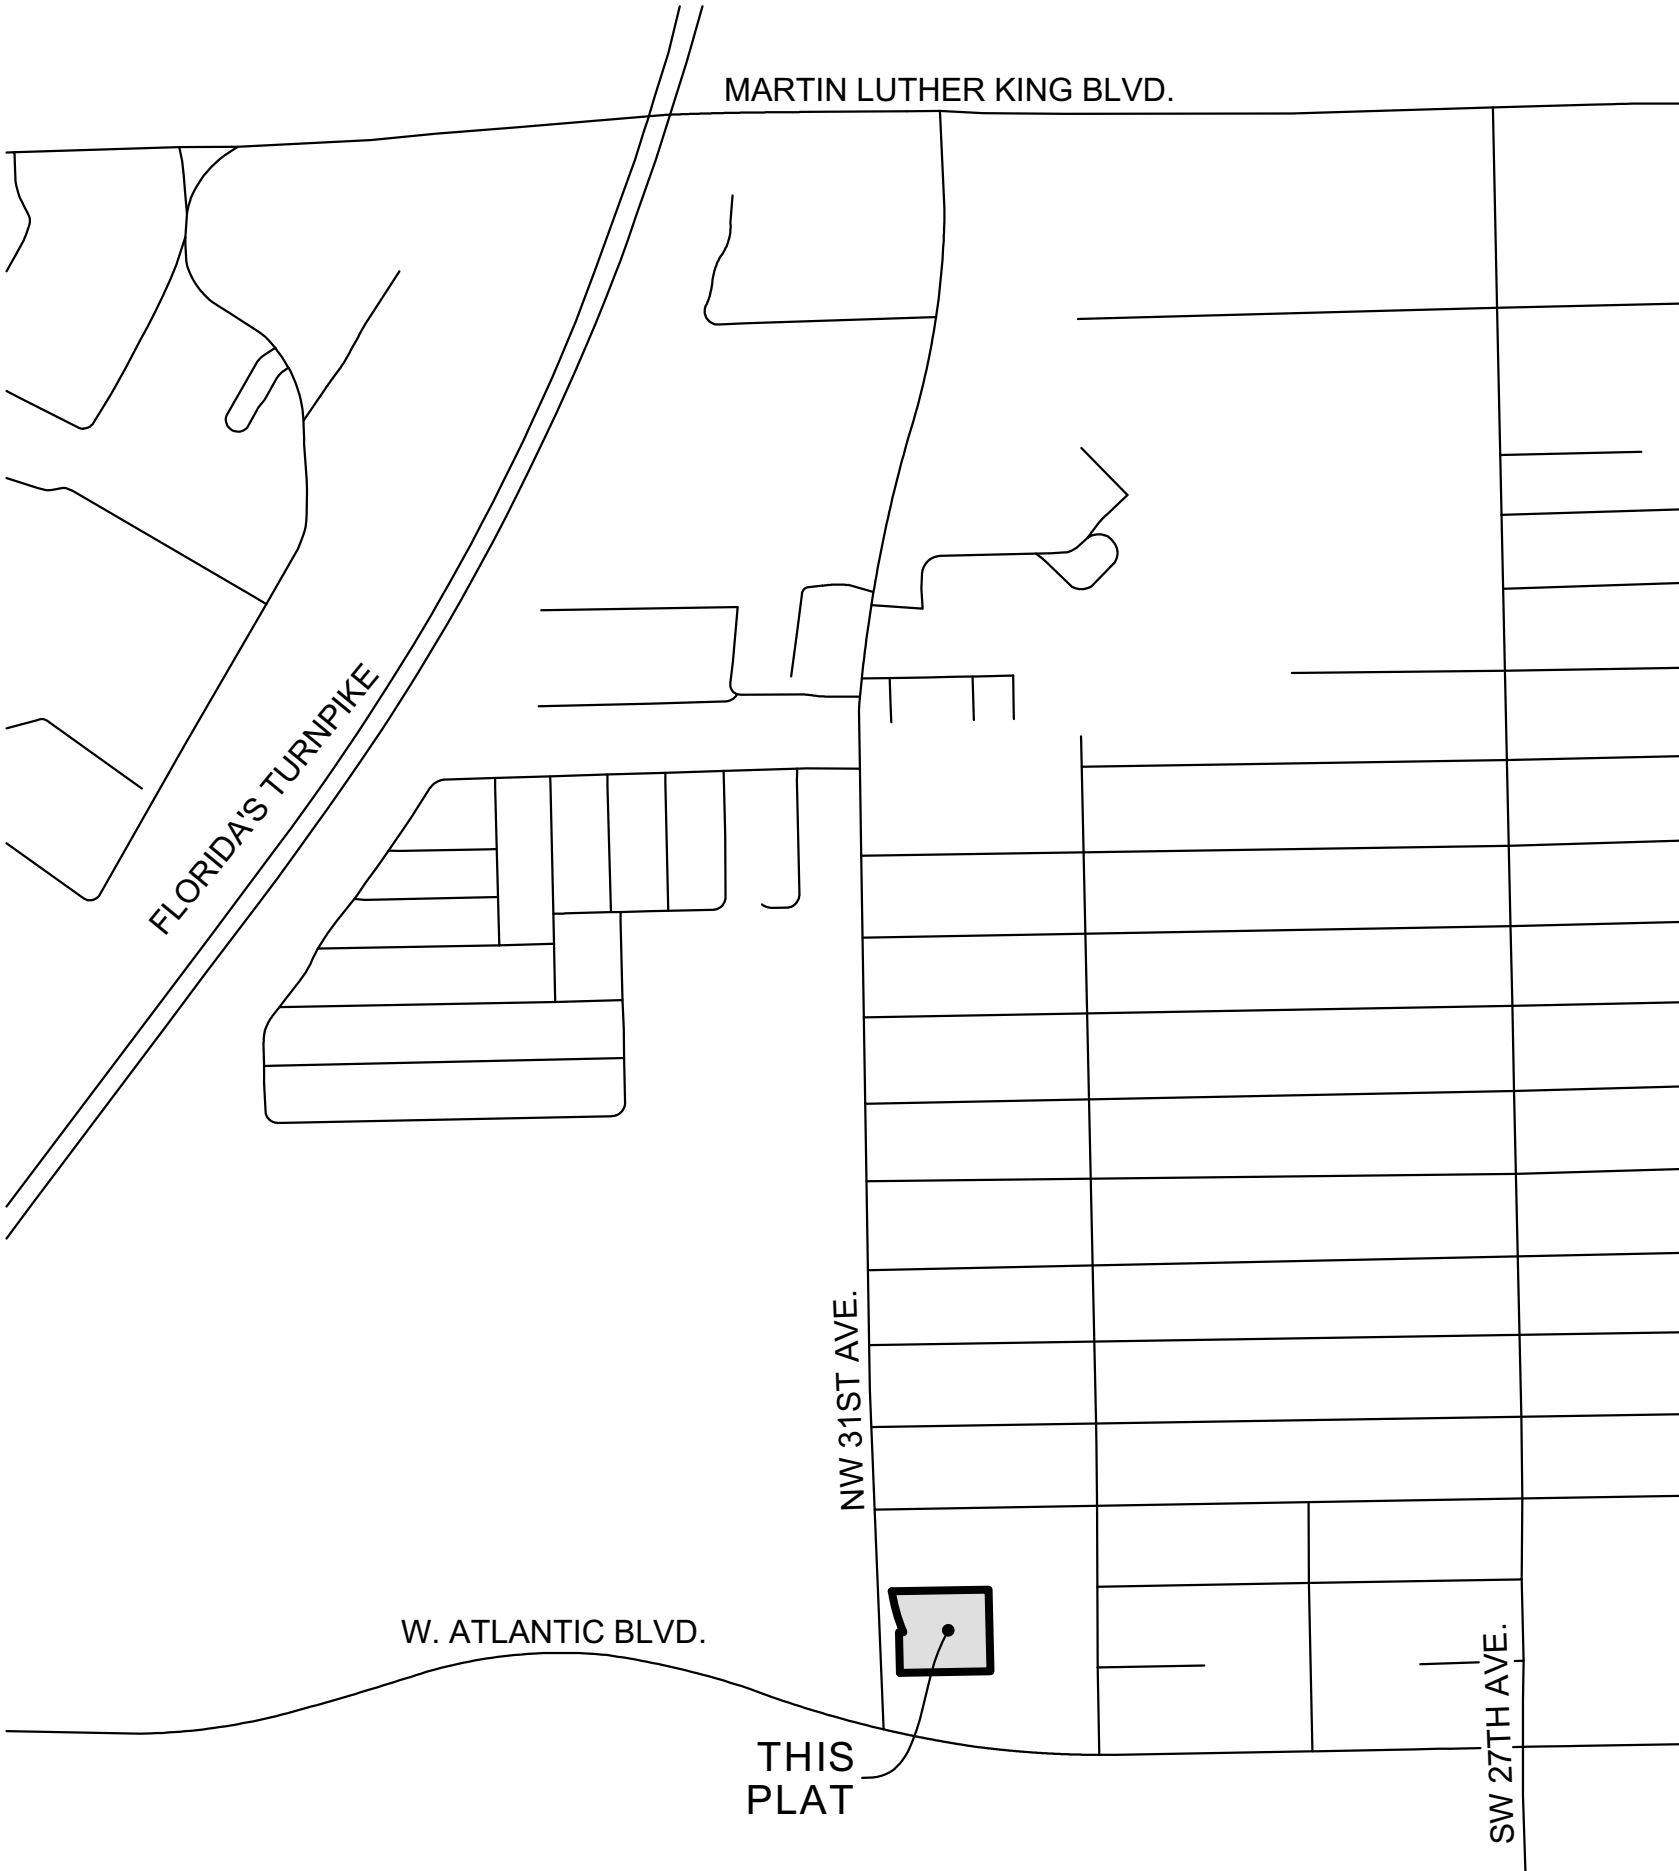 MARTIN LUTHER KING BLVD.
FLORIDA'S TURNPIKE
NW 31ST AVE.
W. ATLANTIC BLVD.
SW 27TH AVE.
THIS
PLAT